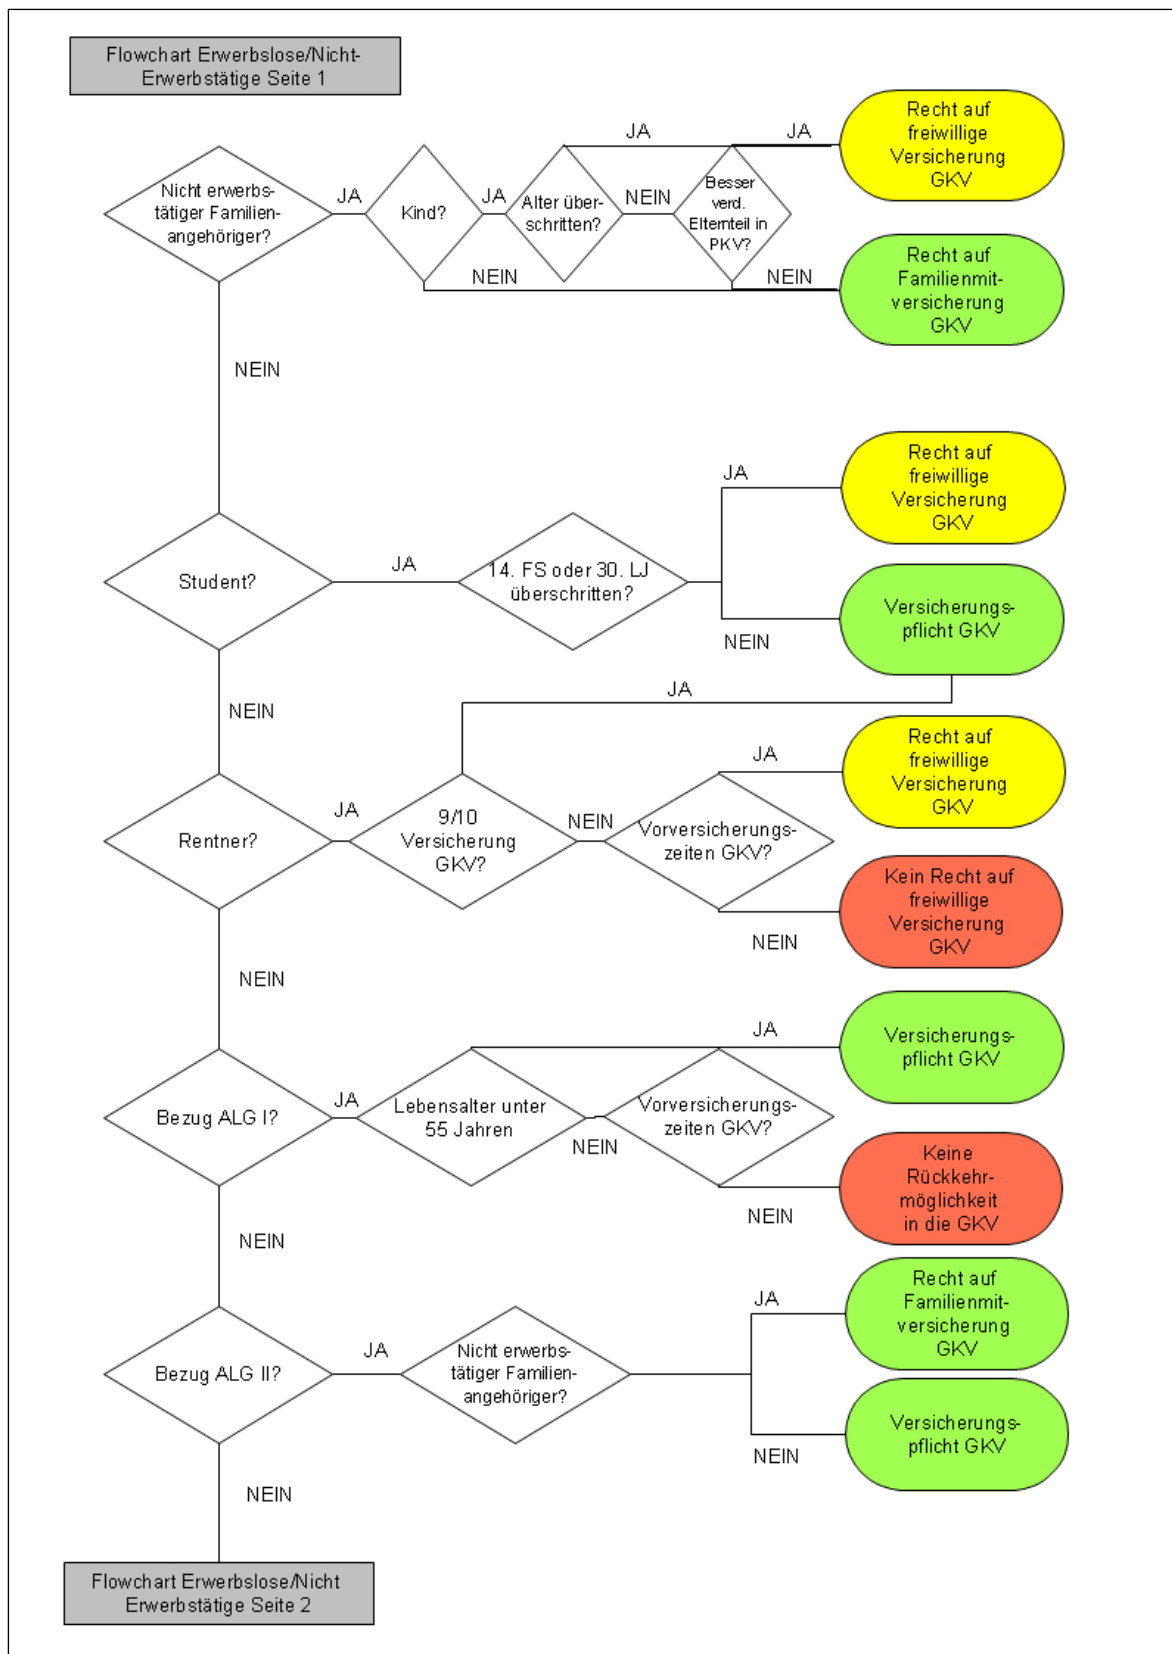 Flowchart Erwerbslose/Nicht-
Erwerbstätige Seite 1
Nicht erwerbs-
tätiger Familien-
angehöriger?
JA
Kind?
JA
Alter über-
schritten?
JA
NEIN
Besser
verd.
Elternteil in
PKV?
JA
Recht auf
freiwillige
Versicherung
GKV
NEIN
NEIN
Recht auf
Familienmit-
versicherung
GKV
NEIN
Student?
JA
14. FS oder 30. LJ
überschritten?
JA
Recht auf
freiwillige
Versicherung
GKV
NEIN
Versicherungs-
pflicht GKV
NEIN
JA
Rentner?
JA
9/10
Versicherung
GKV?
NEIN
Vorversicherungs-
zeiten GKV?
JA
Recht auf
freiwillige
Versicherung
GKV
NEIN
Kein Recht auf
freiwillige
Versicherung
GKV
NEIN
Bezug ALG I?
JA
Lebensalter unter
55 Jahren
NEIN
Vorversicherungs-
zeiten GKV?
JA
Versicherungs-
pflicht GKV
NEIN
Keine
Rückkehr-
möglichkeit
in die GKV
NEIN
Bezug ALG II?
JA
Nicht erwerbs-
tätiger Familien-
angehöriger?
JA
Recht auf
Familienmit-
versicherung
GKV
NEIN
Versicherungs-
pflicht GKV
NEIN
Flowchart Erwerbslose/Nicht
Erwerbstätige Seite 2